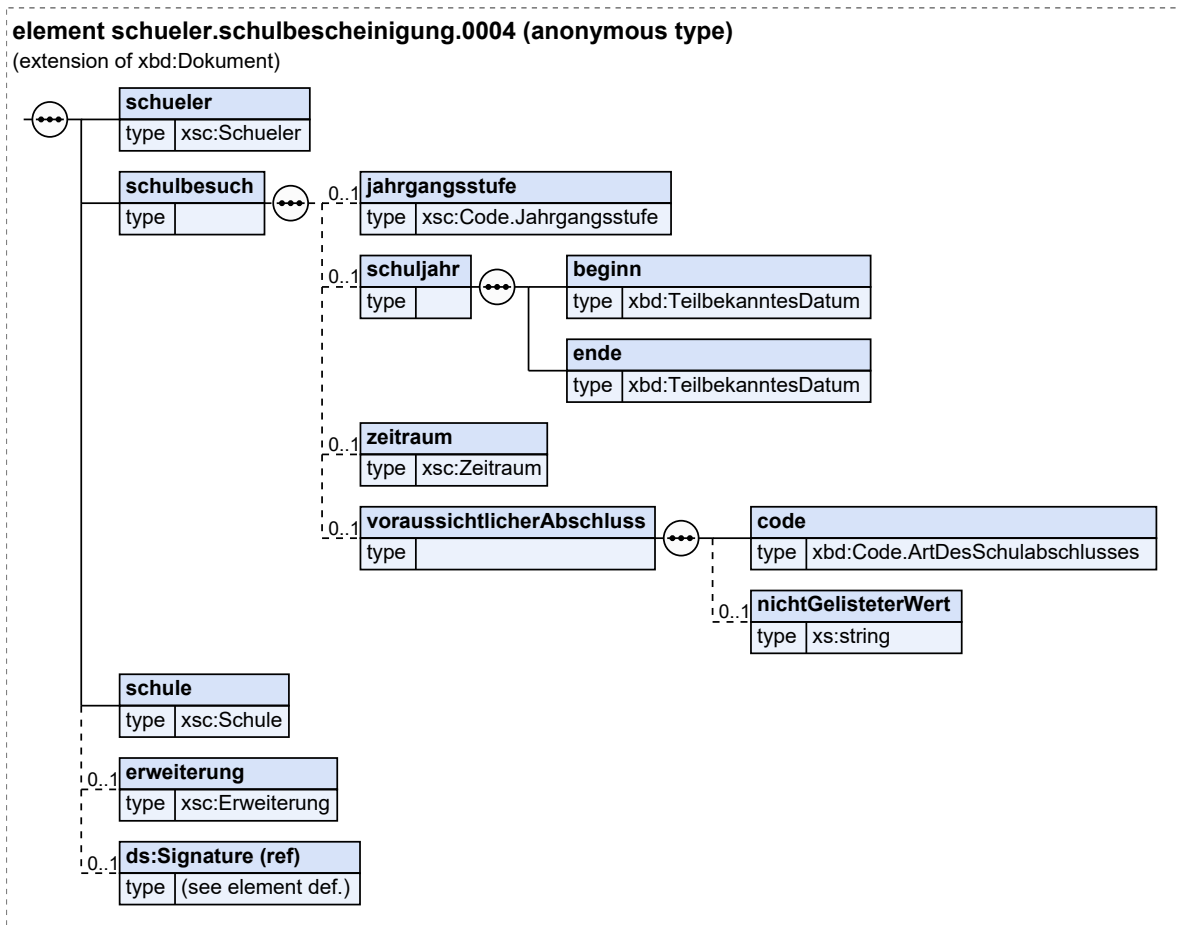 element schueler.schulbescheinigung.0004 (anonymous type)
(extension of xbd:Dokument)
schueler
type xsc:Schueler
schulbesuch
type
0..1 jahrgangsstufe
type xsc:Code.Jahrgangsstufe
0..1 schuljahr
type
beginn
type xbd:TeilbekanntesDatum
ende
type xbd:TeilbekanntesDatum
0..1 zeitraum
type xsc:Zeitraum
0..1 voraussichtlicherAbschluss
type
code
type xbd:Code.ArtDesSchulabschlusses
0..1 nichtGelisteterWert
type xs:string
schule
type xsc:Schule
0..1 erweiterung
type xsc:Erweiterung
0..1 ds:Signature (ref)
type (see element def.)